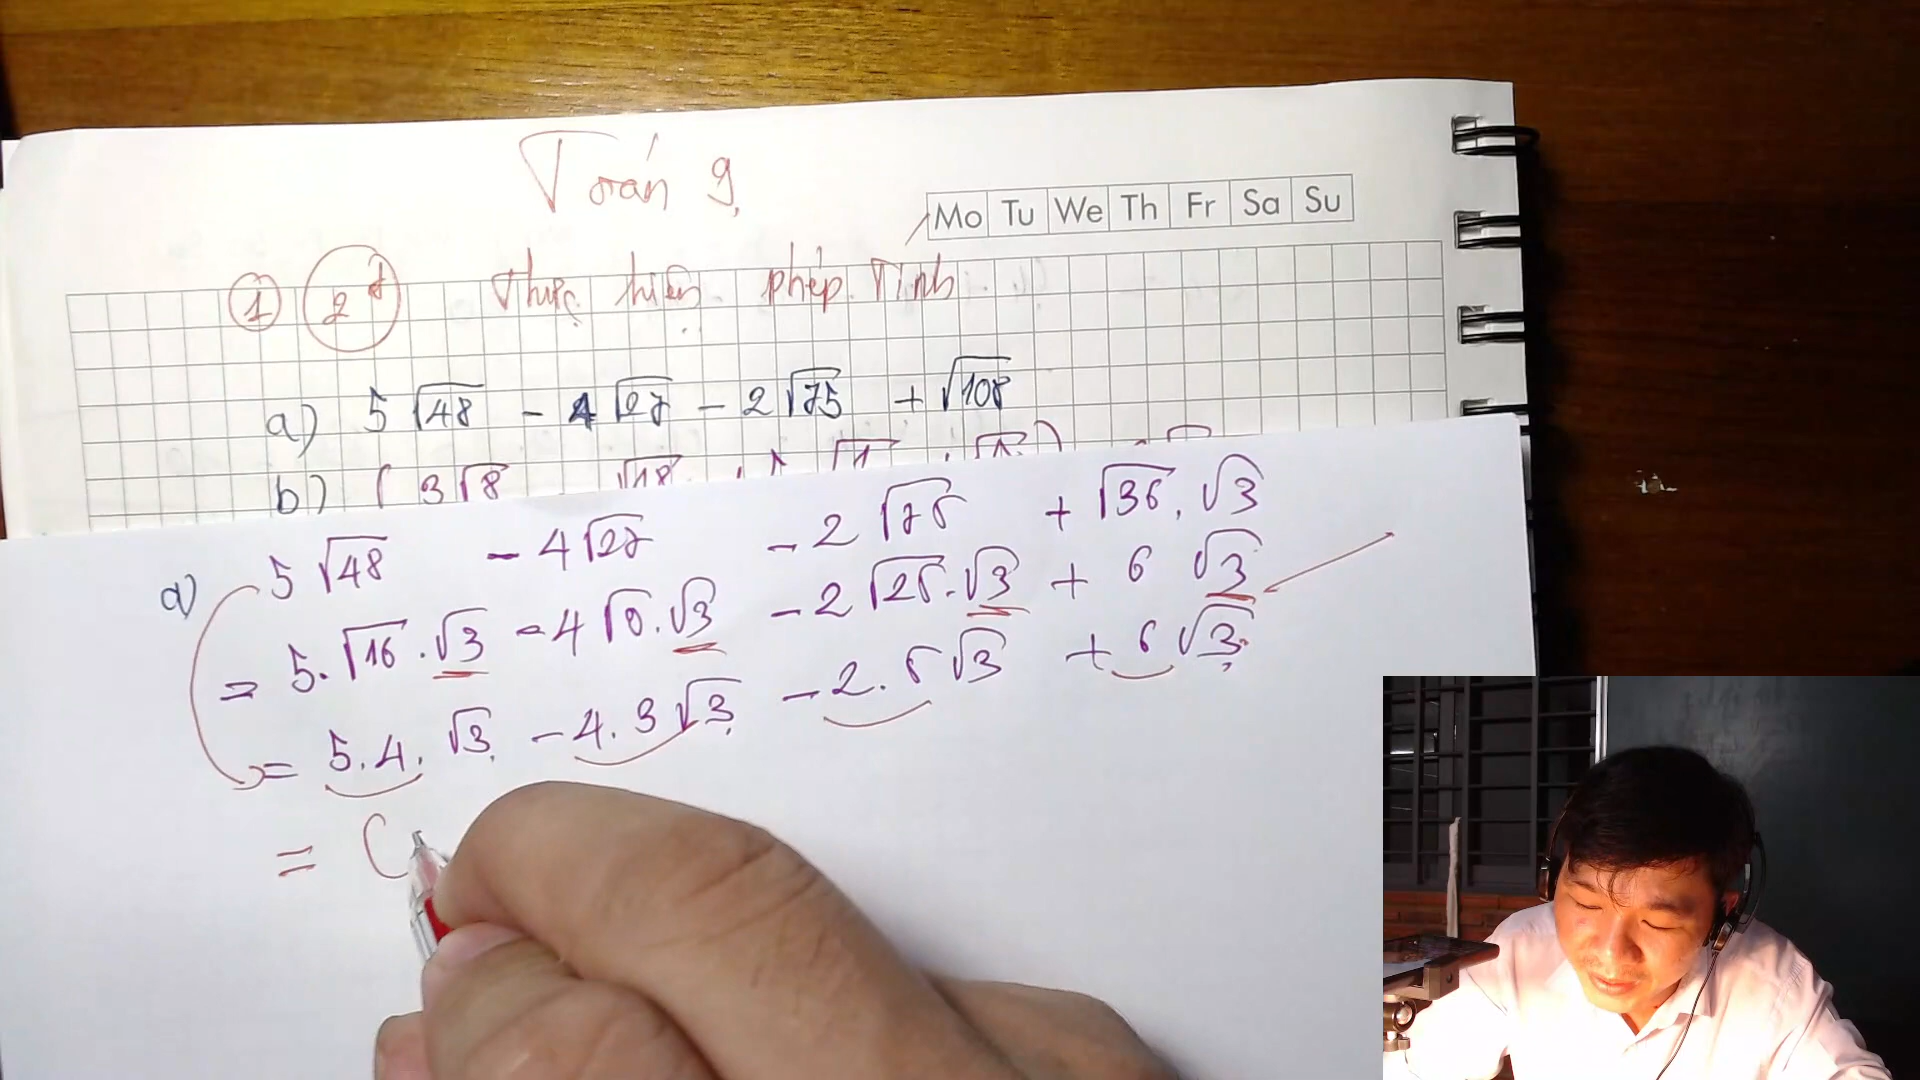 Toán 9
Mo Tu We Th Fr Sa Su
① 2đ Thực hiện phép tính
a) 5√48 - 4√27 - 2√75 + √108
b) ( 3√8 √18
a) 5√48 - 4√27 - 2√75 + √36.√3
= 5.√16.√3 - 4√9.√3 - 2√25.√3 + 6√3
= 5.4.√3 - 4.3√3 - 2.5√3 + 6√3
= (